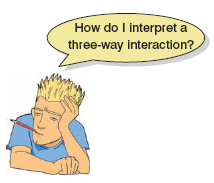 How do I interpret a
three-way interaction?